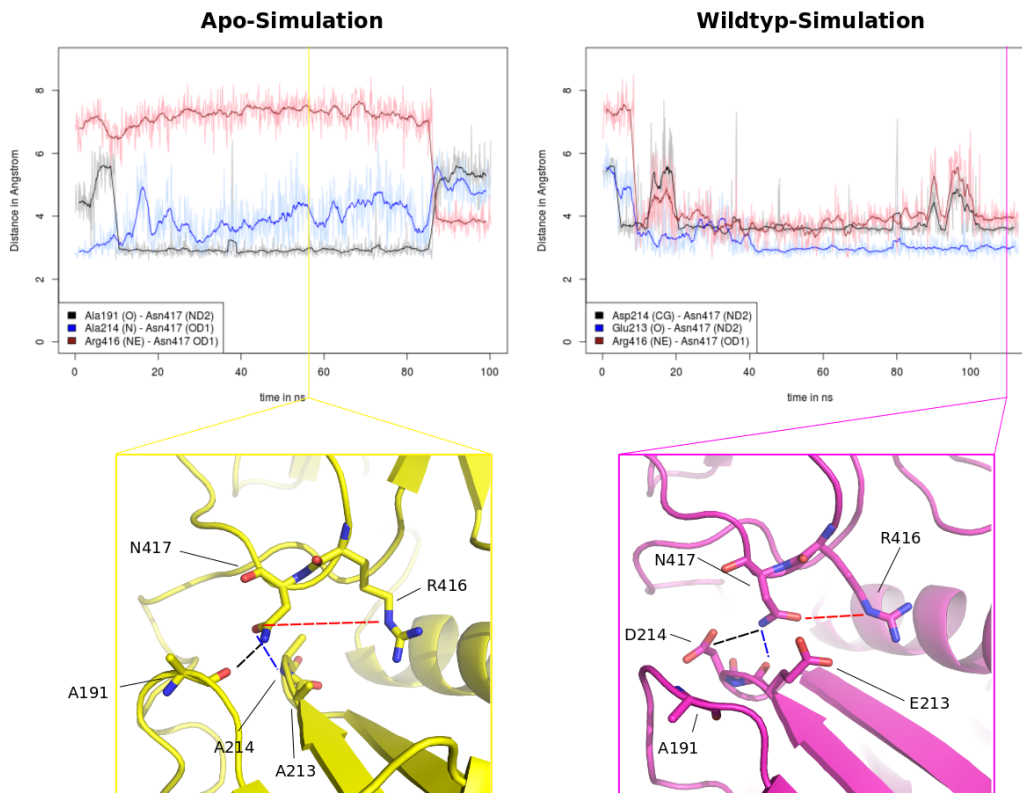 Apo-Simulation
Wildtyp-Simulation
Distance in Angstrom
8
6
4
2
0
Ala191 (O) - Asn417 (ND2)
Ala214 (N) - Asn417 (OD1)
Arg416 (NE) - Asn417 OD1)
0 20 40 60 80 100
time in ns
Distance in Angstrom
8
6
4
2
0
Asp214 (CG) - Asn417 (ND2)
Glu213 (O) - Asn417 (ND2)
Arg416 (NE) - Asn417 (OD1)
0 20 40 60 80 100
time in ns
N417
R416
A191
A214
A213
R416
N417
D214
E213
A191